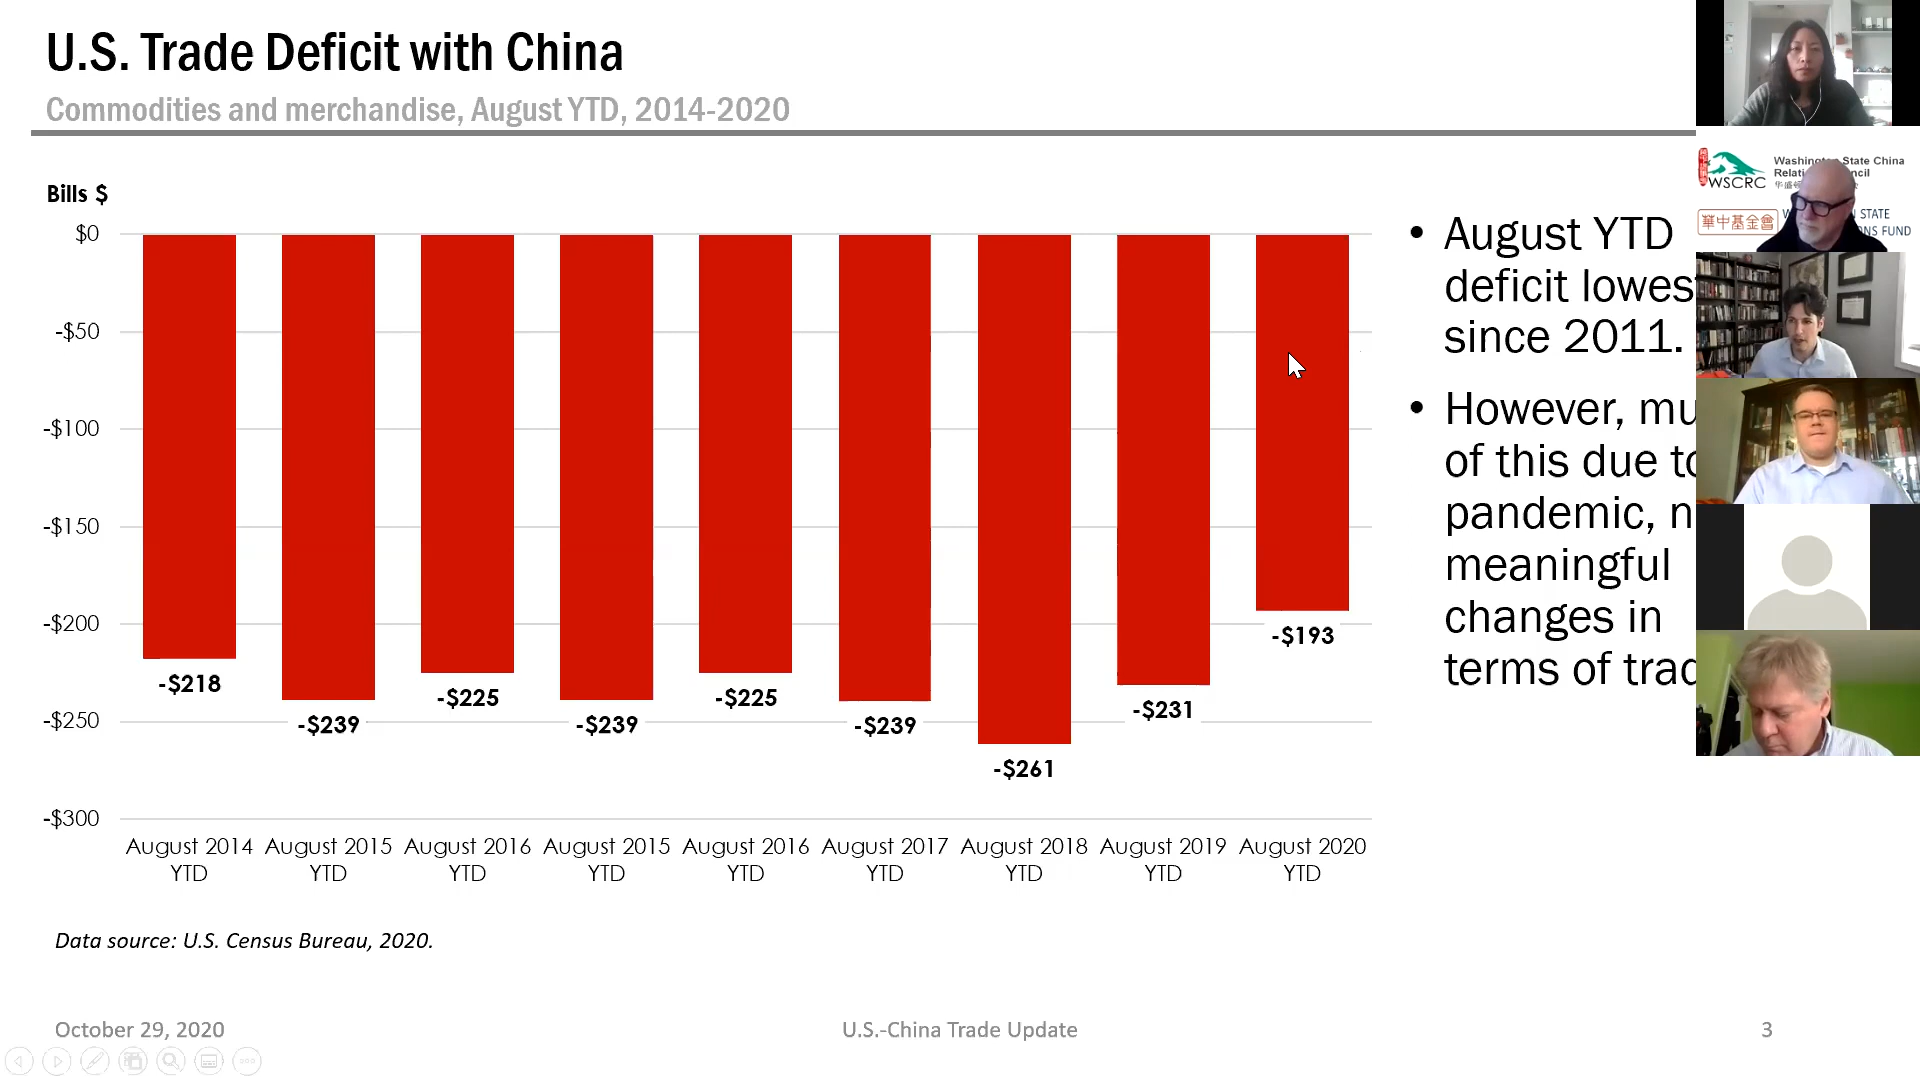 U.S. Trade Deficit with China
Commodities and merchandise, August YTD, 2014-2020
Bills $
$0
-$50
-$100
-$150
-$200
-$250
-$300
-$218
-$239
-$225
-$239
-$225
-$239
-$261
-$231
-$193
August 2014 YTD
August 2015 YTD
August 2016 YTD
August 2015 YTD
August 2016 YTD
August 2017 YTD
August 2018 YTD
August 2019 YTD
August 2020 YTD
Data source: U.S. Census Bureau, 2020.
• August YTD
deficit
since 2011.
• However,
of this due
pandemic,
meaningful
changes in
terms of
WSCRC
State China
華中基金會
STATE
FUND
October 29, 2020
U.S.-China Trade Update
3